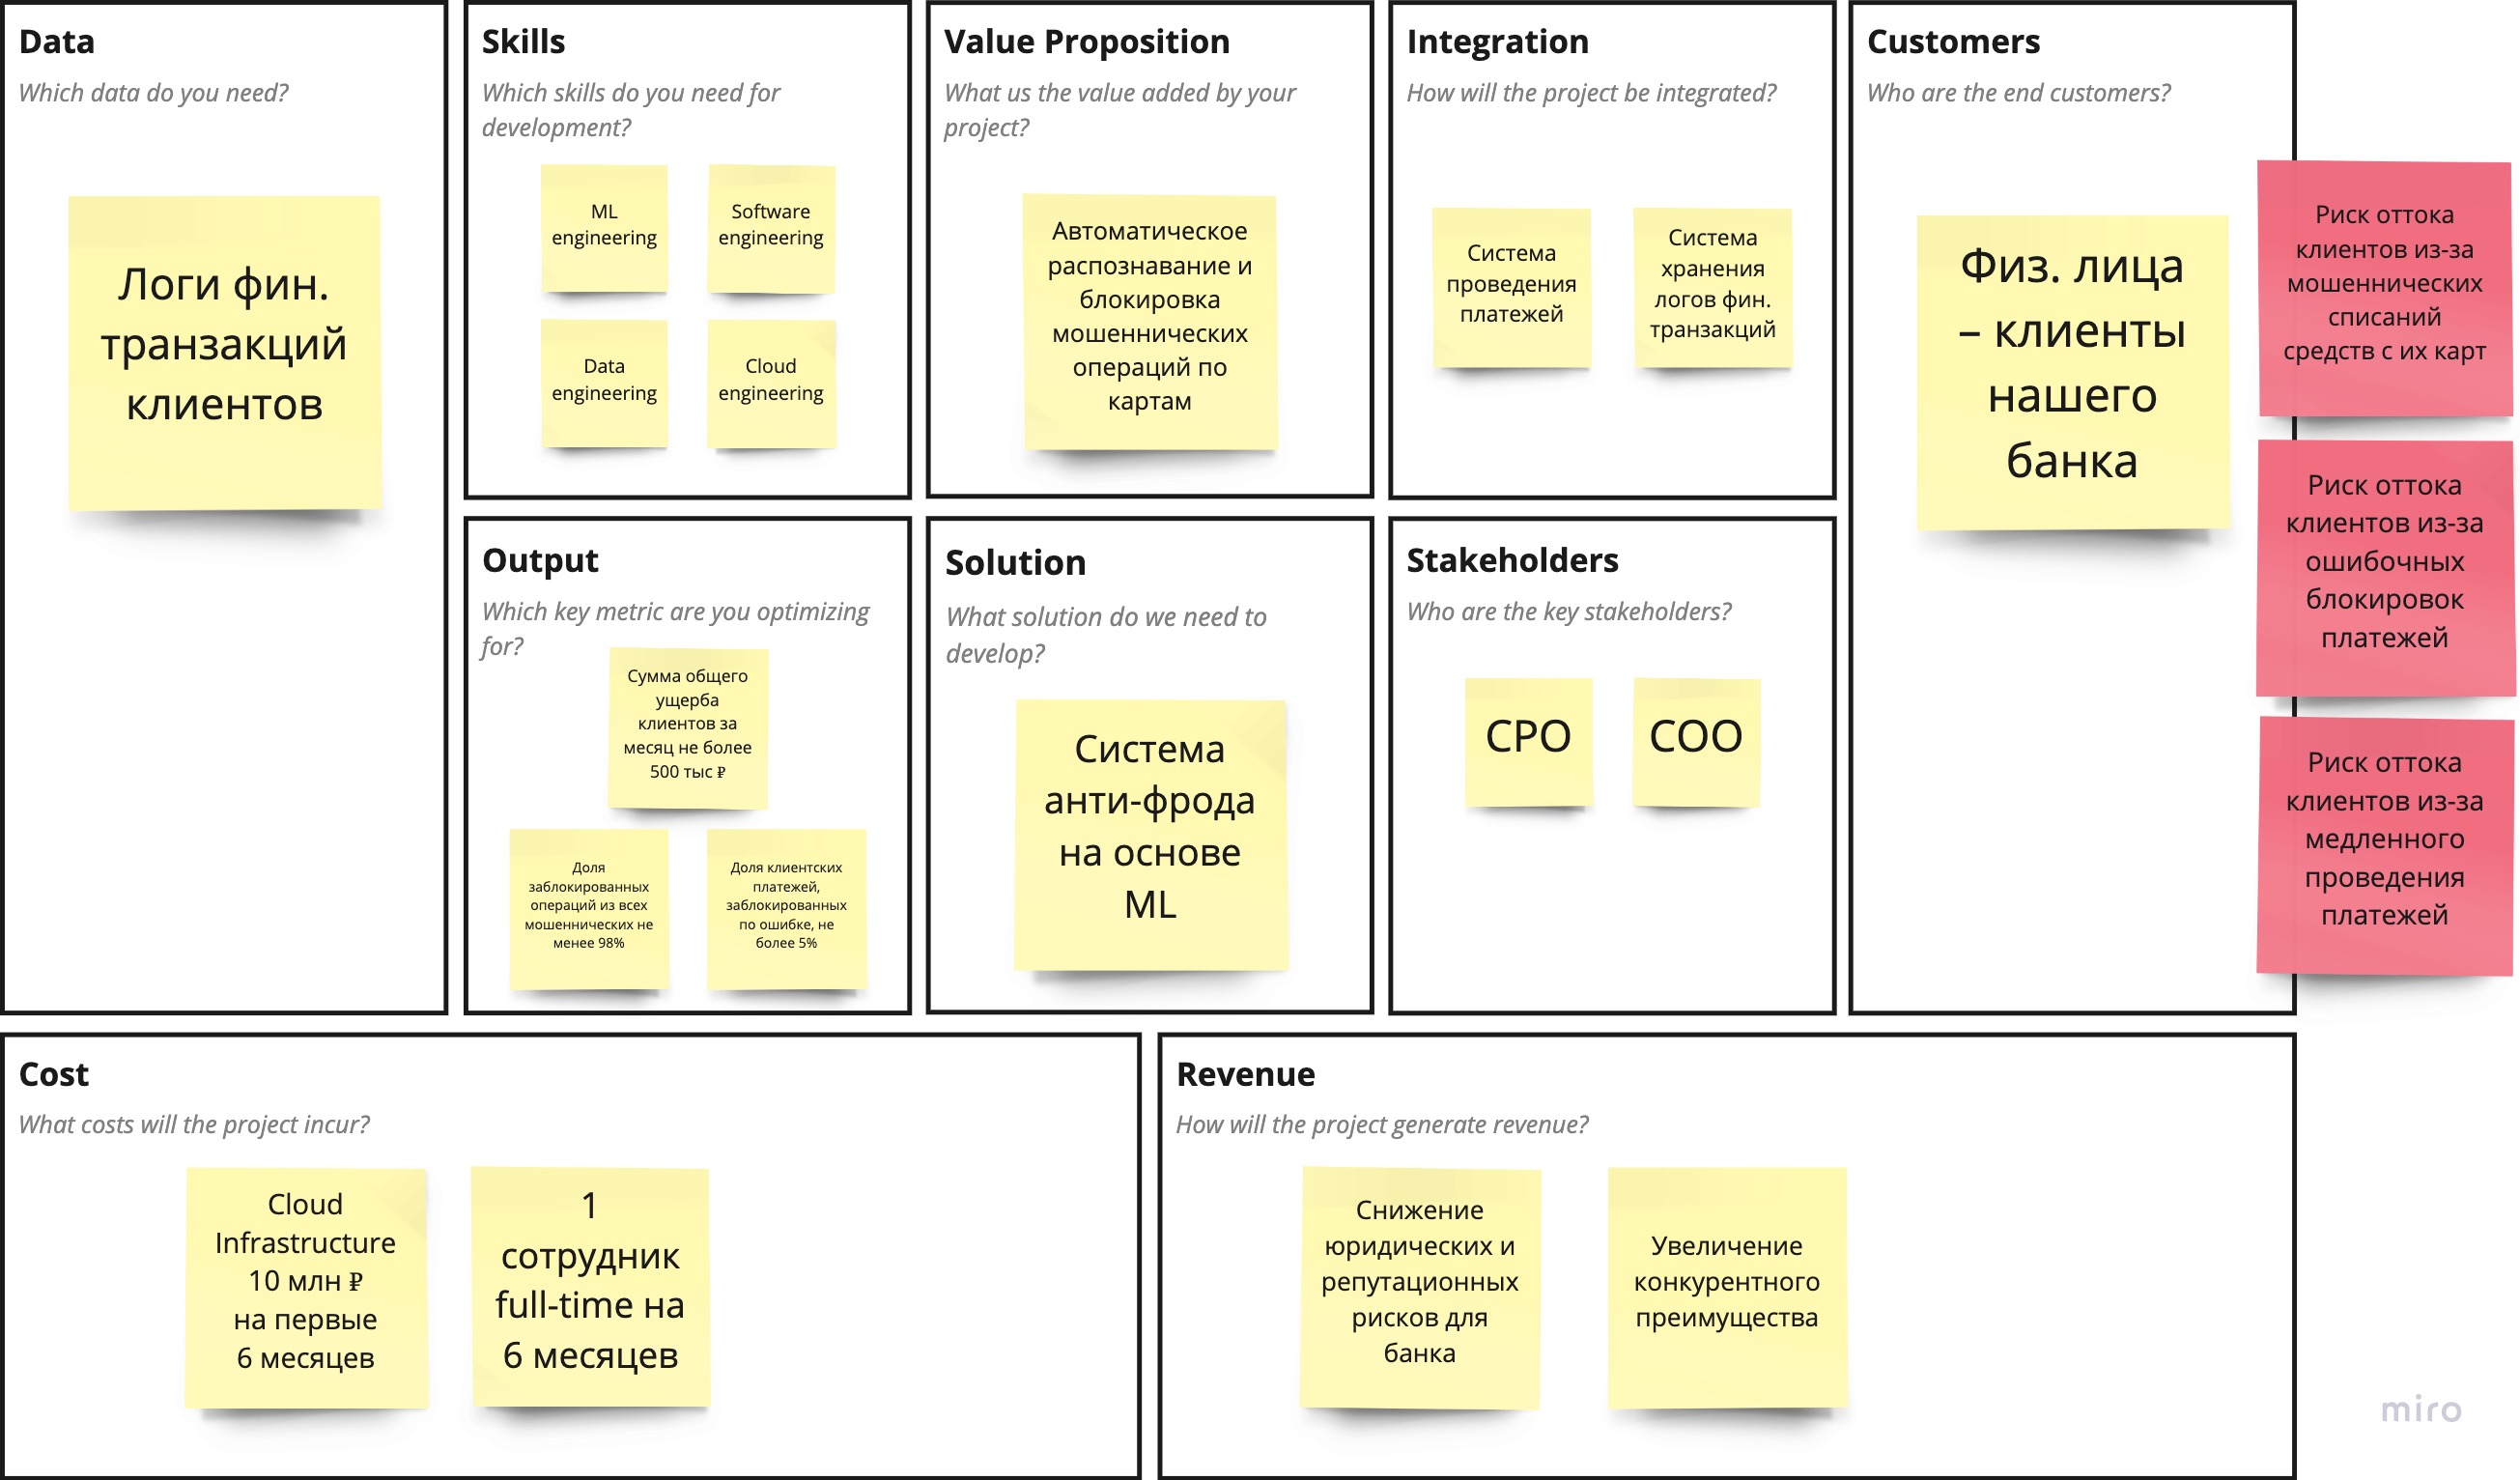 Data
Which data do you need?
Логи фин.
транзакций
клиентов
Skills
Which skills do you need for
development?
ML
engineering
Software
engineering
Data
engineering
Cloud
engineering
Value Proposition
What us the value added by your
project?
Автоматическое
распознавание и
блокировка
мошеннических
операций по
картам
Integration
How will the project be integrated?
Система
проведения
платежей
Система
хранения
логов фин.
транзакций
Customers
Who are the end customers?
Физ. лица
– клиенты
нашего
банка
Риск оттока
клиентов из-за
мошеннических
списаний
средств с их карт
Риск оттока
клиентов из-за
ошибочных
блокировок
платежей
Риск оттока
клиентов из-за
медленного
проведения
платежей
Output
Which key metric are you optimizing
for?
Сумма общего
ущерба
клиентов за
месяц не более
500 тыс ₽
Доля
заблокированных
операций из всех
мошеннических не
менее 98%
Доля клиентских
платежей,
заблокированных
по ошибке, не
более 5%
Solution
What solution do we need to
develop?
Система
анти-фрода
на основе
ML
Stakeholders
Who are the key stakeholders?
CPO
COO
Cost
What costs will the project incur?
Cloud
Infrastructure
10 млн ₽
на первые
6 месяцев
1
сотрудник
full-time на
6 месяцев
Revenue
How will the project generate revenue?
Снижение
юридических и
репутационных
рисков для
банка
Увеличение
конкурентного
преимущества
miro